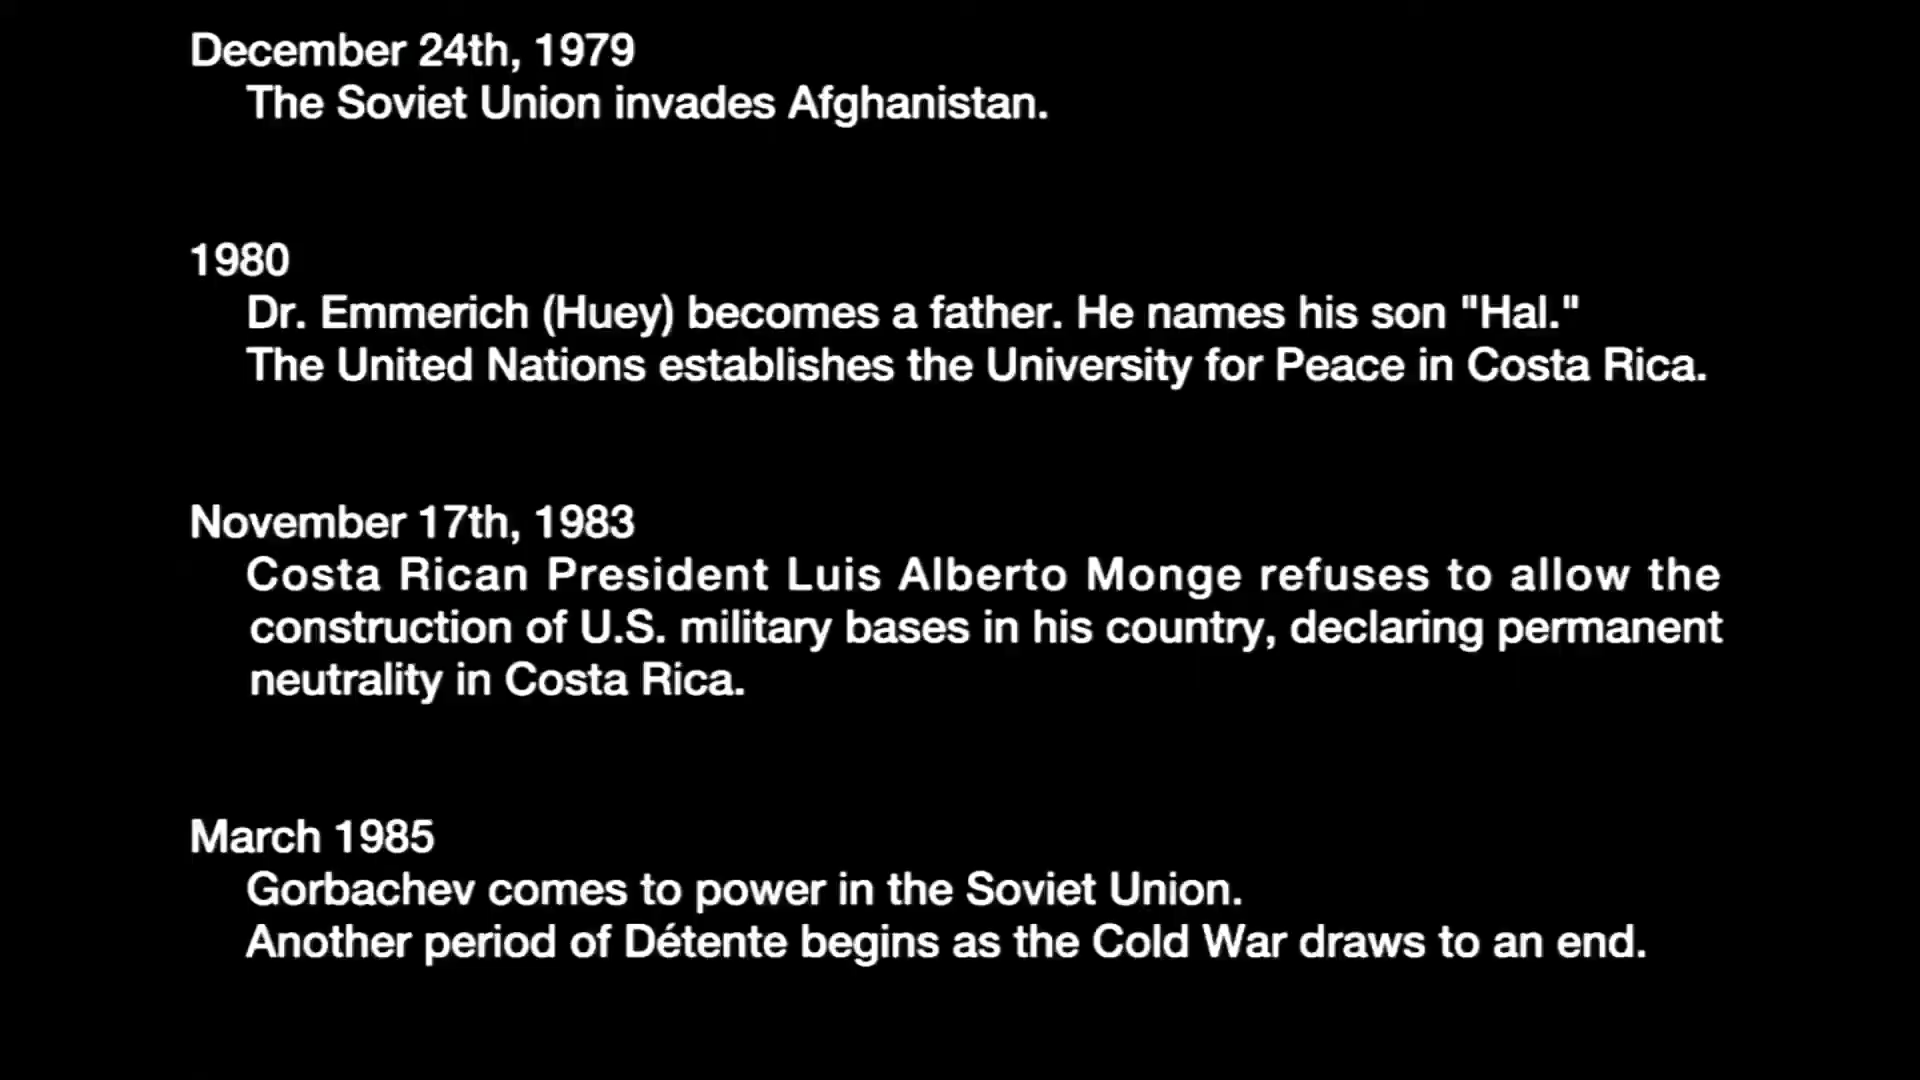 December 24th, 1979
The Soviet Union invades Afghanistan.
1980
Dr. Emmerich (Huey) becomes a father. He names his son "Hal."
The United Nations establishes the University for Peace in Costa Rica.
November 17th, 1983
Costa Rican President Luis Alberto Monge refuses to allow the
construction of U.S. military bases in his country, declaring permanent
neutrality in Costa Rica.
March 1985
Gorbachev comes to power in the Soviet Union.
Another period of Détente begins as the Cold War draws to an end.